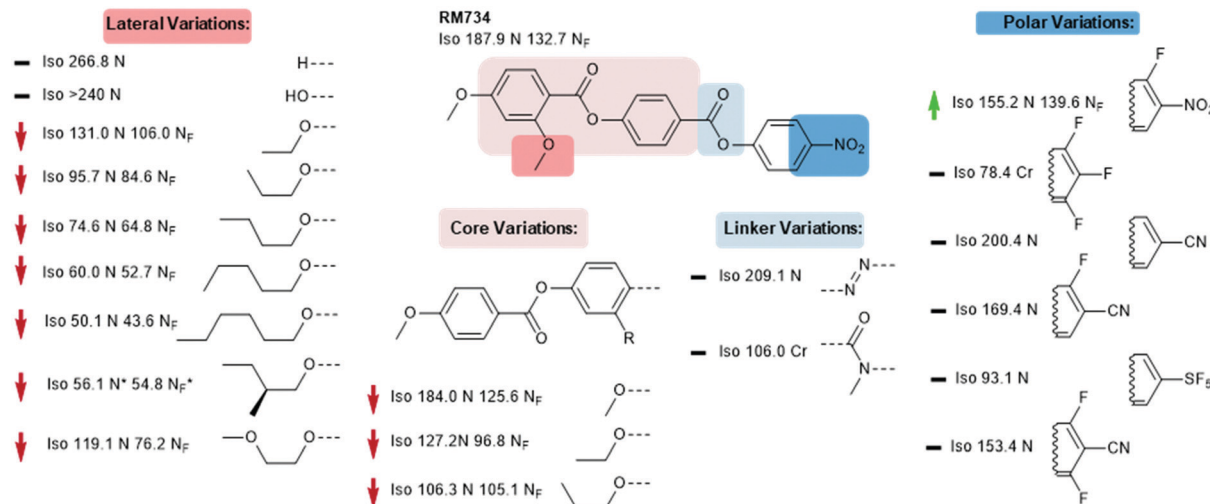 Lateral Variations:
Iso 266.8 N
H
Iso >240 N
HO
Iso 131.0 N 106.0 NF
O
Iso 95.7 N 84.6 NF
O
Iso 74.6 N 64.8 NF
O
Iso 60.0 N 52.7 NF
O
Iso 50.1 N 43.6 NF
O
Iso 56.1 N* 54.8 NF*
O
Iso 119.1 N 76.2 NF
O
O
RM734
Iso 187.9 N 132.7 NF
O
O
O
O
O
O
NO2
Core Variations:
O
O
O
R
Iso 184.0 N 125.6 NF
O
Iso 127.2N 96.8 NF
O
Iso 106.3 N 105.1 NF
O
Linker Variations:
Iso 209.1 N
N
N
Iso 106.0 Cr
O
N
Polar Variations:
Iso 155.2 N 139.6 NF
F
NO2
Iso 78.4 Cr
F
F
F
Iso 200.4 N
CN
Iso 169.4 N
F
CN
Iso 93.1 N
SF5
Iso 153.4 N
F
CN
F